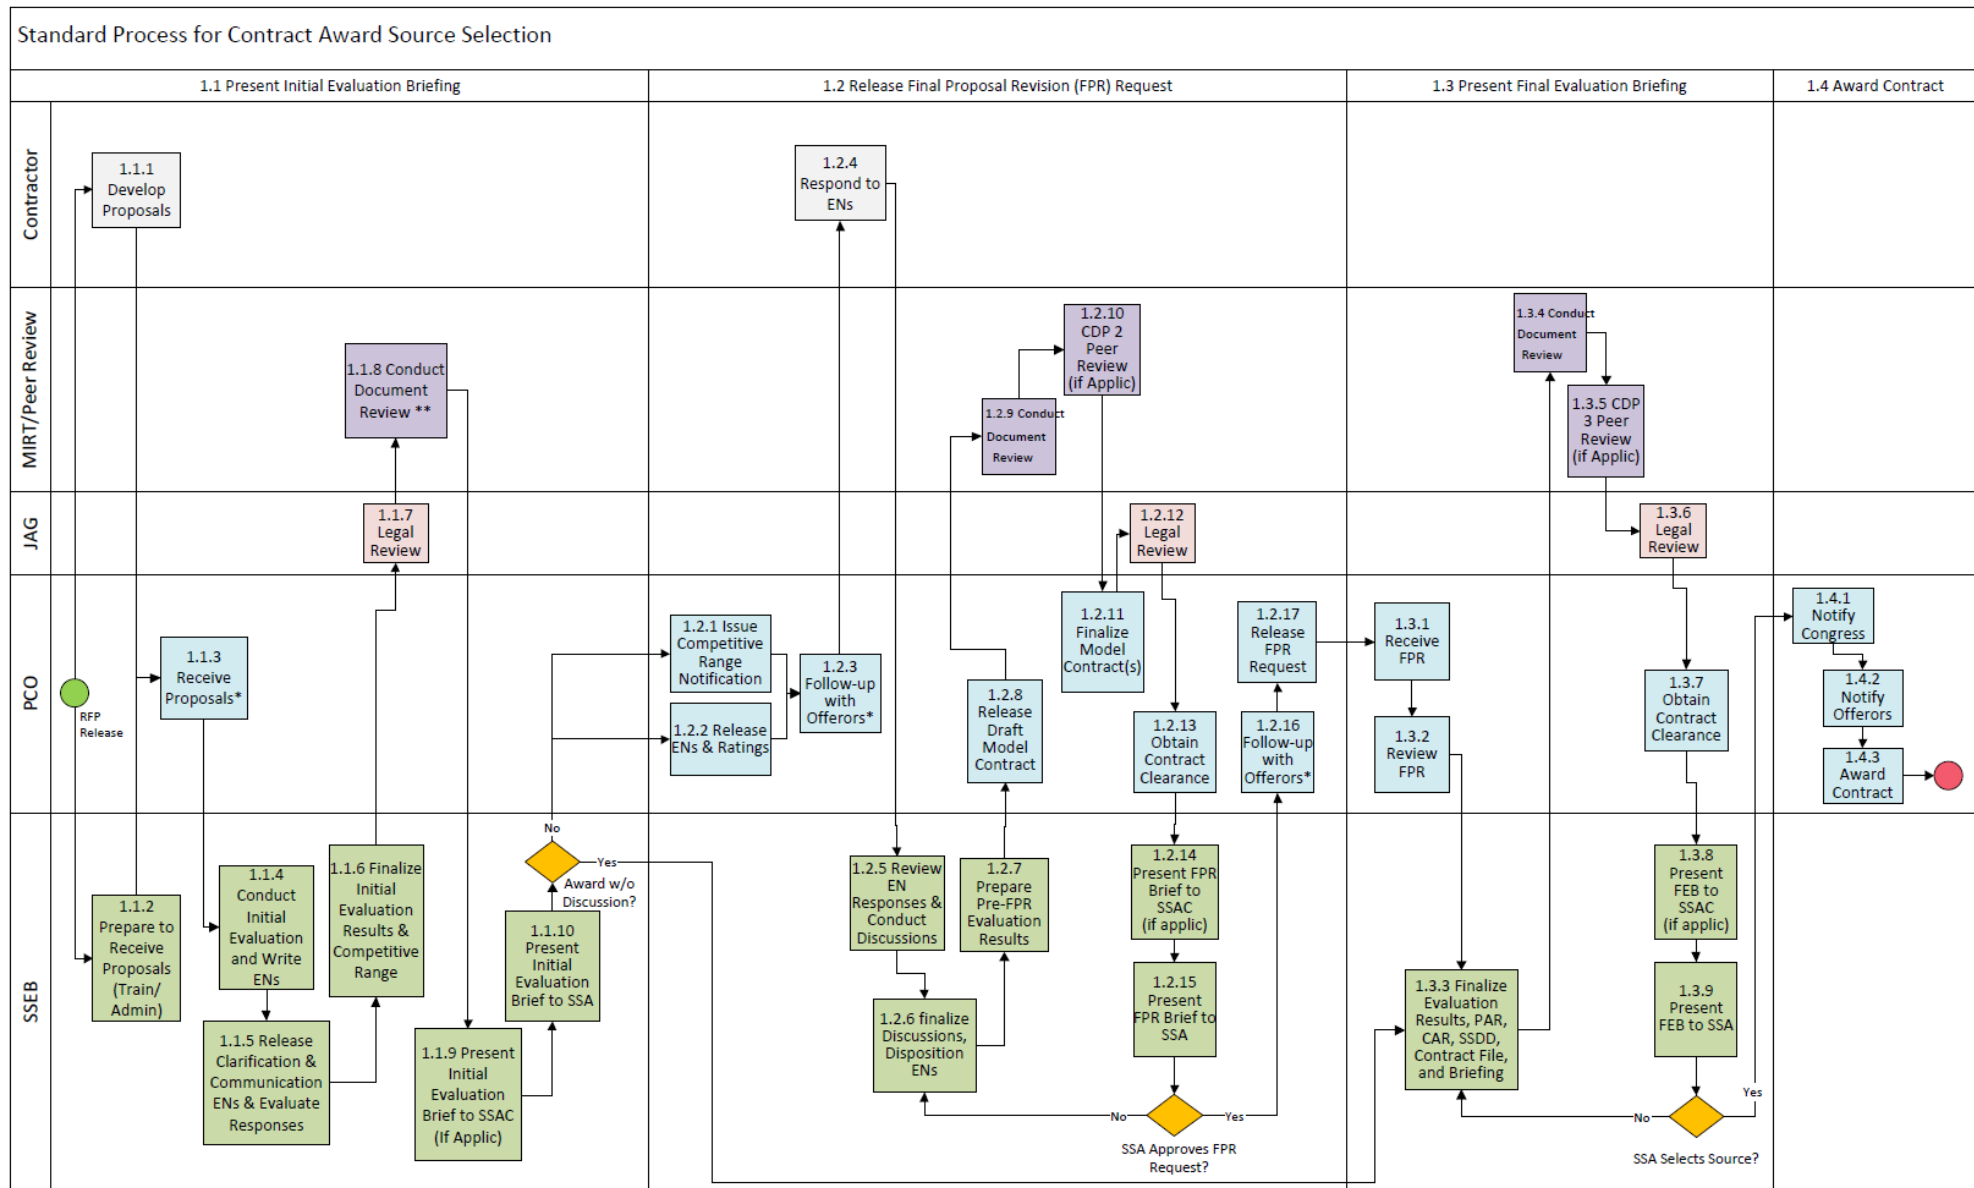 Standard Process for Contract Award Source Selection
1.1 Present Initial Evaluation Briefing
1.2 Release Final Proposal Revision (FPR) Request
1.3 Present Final Evaluation Briefing
1.4 Award Contract
Contractor
1.1.1
Develop
Proposals
1.2.4
Respond to
ENs
MIRT/Peer Review
1.1.8 Conduct
Document
Review **
1.2.9 Conduct
Document
Review
1.2.10
CDP 2
Peer
Review
(if Applic)
1.3.4 Conduct
Document
Review
1.3.5 CDP
3 Peer
Review
(if Applic)
JAG
1.1.7
Legal
Review
1.2.12
Legal
Review
1.3.6
Legal
Review
PCO
RFP
Release
1.1.3
Receive
Proposals*
1.2.1 Issue
Competitive
Range
Notification
1.2.2 Release
ENs & Ratings
1.2.3
Follow-up
with
Offerors*
1.2.8
Release
Draft
Model
Contract
1.2.11
Finalize
Model
Contract(s)
1.2.13
Obtain
Contract
Clearance
1.2.17
Release
FPR
Request
1.2.16
Follow-up
with
Offerors*
1.3.1
Receive
FPR
1.3.2
Review
FPR
1.3.7
Obtain
Contract
Clearance
1.4.1
Notify
Congress
1.4.2
Notify
Offerors
1.4.3
Award
Contract
SSEB
1.1.2
Prepare to
Receive
Proposals
(Train/
Admin)
1.1.4
Conduct
Initial
Evaluation
and Write
ENs
1.1.5 Release
Clarification &
Communication
ENs & Evaluate
Responses
1.1.6 Finalize
Initial
Evaluation
Results &
Competitive
Range
1.1.9 Present
Initial
Evaluation
Brief to SSAC
(If Applic)
1.1.10
Present
Initial
Evaluation
Brief to SSA
No
Yes
Award w/o
Discussion?
1.2.5 Review
EN
Responses &
Conduct
Discussions
1.2.6 finalize
Discussions,
Disposition
ENs
1.2.7
Prepare
Pre-FPR
Evaluation
Results
1.2.14
Present FPR
Brief to
SSAC
(if applic)
1.2.15
Present
FPR Brief to
SSA
No
Yes
SSA Approves FPR
Request?
1.3.3 Finalize
Evaluation
Results, PAR,
CAR, SSDD,
Contract File,
and Briefing
1.3.8
Present
FEB to
SSAC
(if applic)
1.3.9
Present
FEB to SSA
No
Yes
SSA Selects Source?